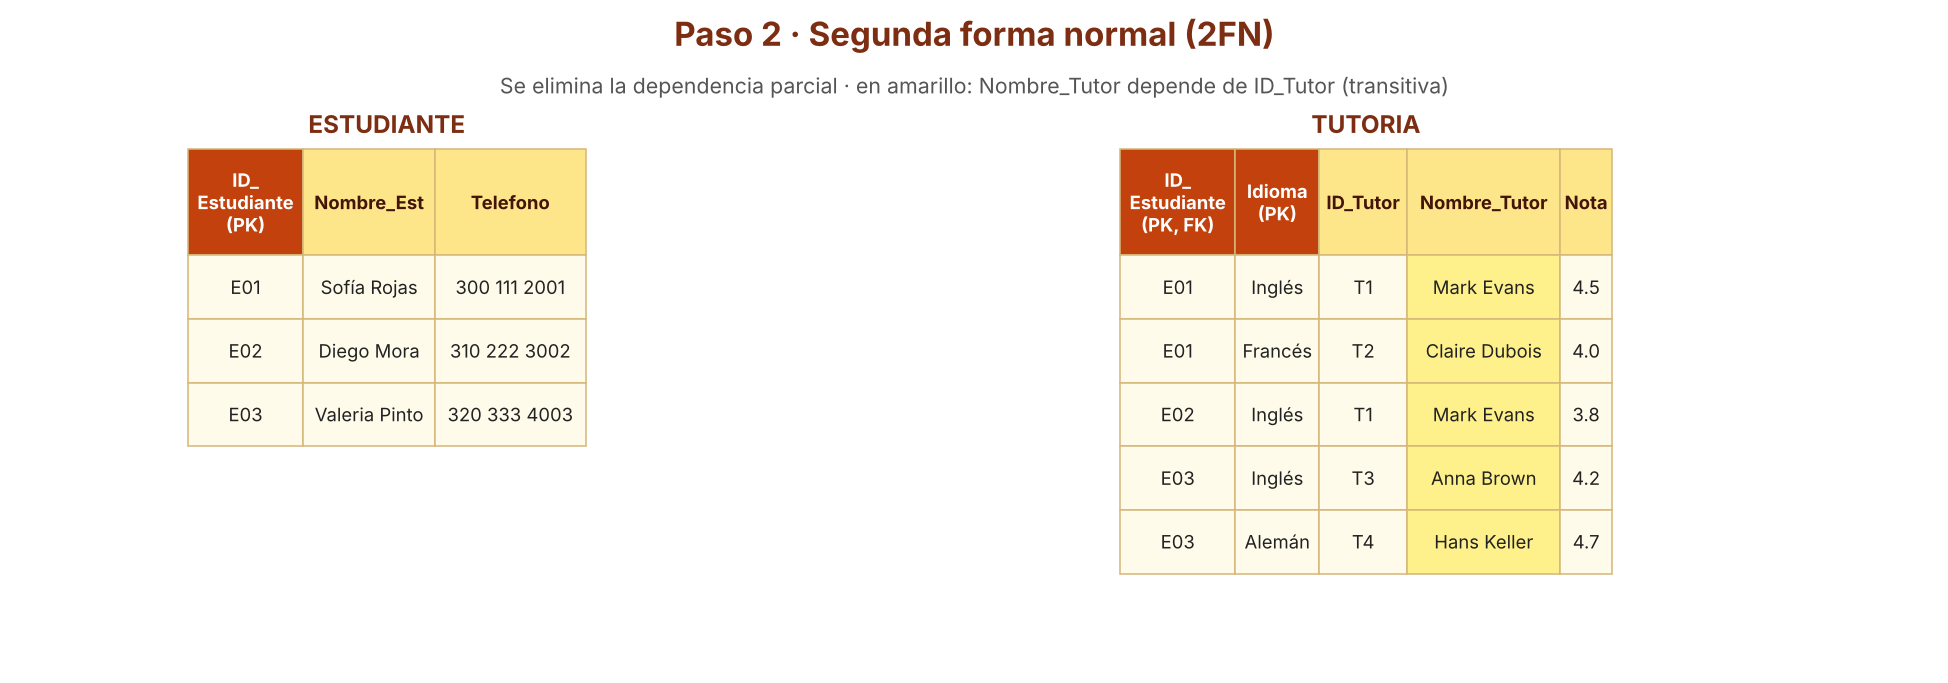 Paso 2 · Segunda forma normal (2FN)
Se elimina la dependencia parcial · en amarillo: Nombre_Tutor depende de ID_Tutor (transitiva)
ESTUDIANTE
ID_
Estudiante
(PK)
Nombre_Est
Telefono
E01 Sofía Rojas 300 111 2001
E02 Diego Mora 310 222 3002
E03 Valeria Pinto 320 333 4003
TUTORIA
ID_
Estudiante
(PK, FK)
Idioma
(PK)
ID_Tutor
Nombre_Tutor
Nota
E01 Inglés T1 Mark Evans 4.5
E01 Francés T2 Claire Dubois 4.0
E02 Inglés T1 Mark Evans 3.8
E03 Inglés T3 Anna Brown 4.2
E03 Alemán T4 Hans Keller 4.7